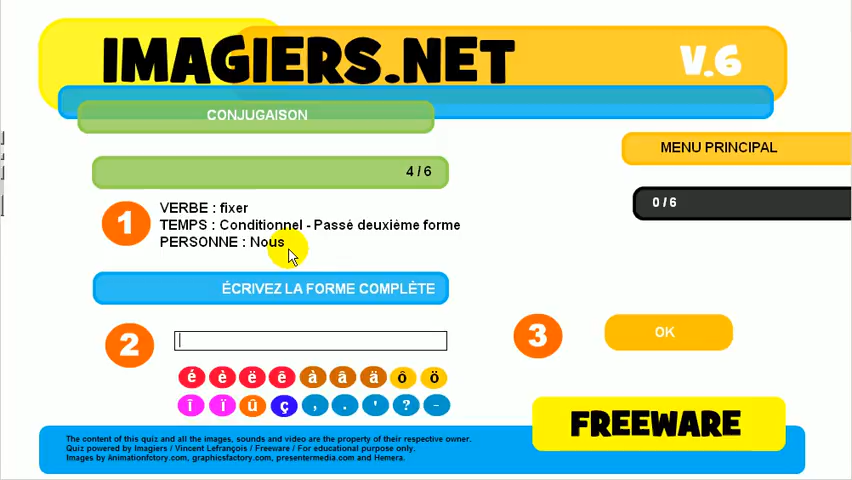 IMAGIERS.NET
V.6
CONJUGAISON
MENU PRINCIPAL
4 / 6
0 / 6
1
VERBE : fixer
TEMPS : Conditionnel - Passé deuxième forme
PERSONNE : Nous
ÉCRIVEZ LA FORME COMPLÈTE
2
3
OK
é è ë ê à â ä ô ö
î ï û ç , . ' ? -
FREEWARE
The content of this quiz and all the images, sounds and video are the property of their respective owner.
Quiz powered by Imagiers / Vincent Lefrançois / Freeware / For educational purpose only.
Images by Animationfctory.com, graphicsfactory.com, presentermedia.com and Hemera.